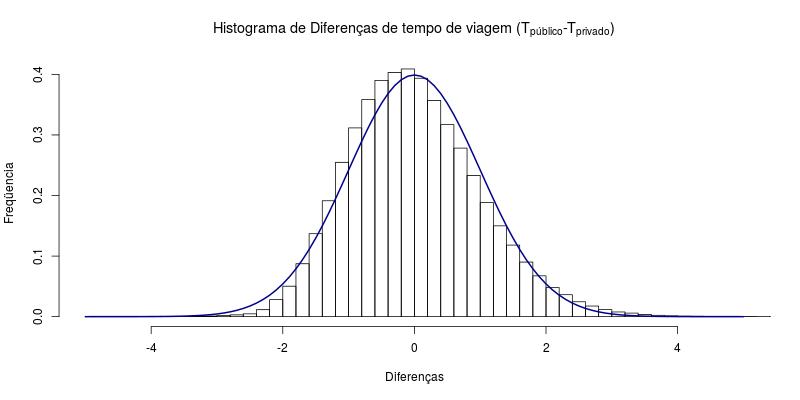 Histograma de Diferenças de tempo de viagem (Tpúblico-Tprivado)
0.4
0.3
0.2
0.1
0.0
Freqüencia
-4 -2 0 2 4
Diferenças